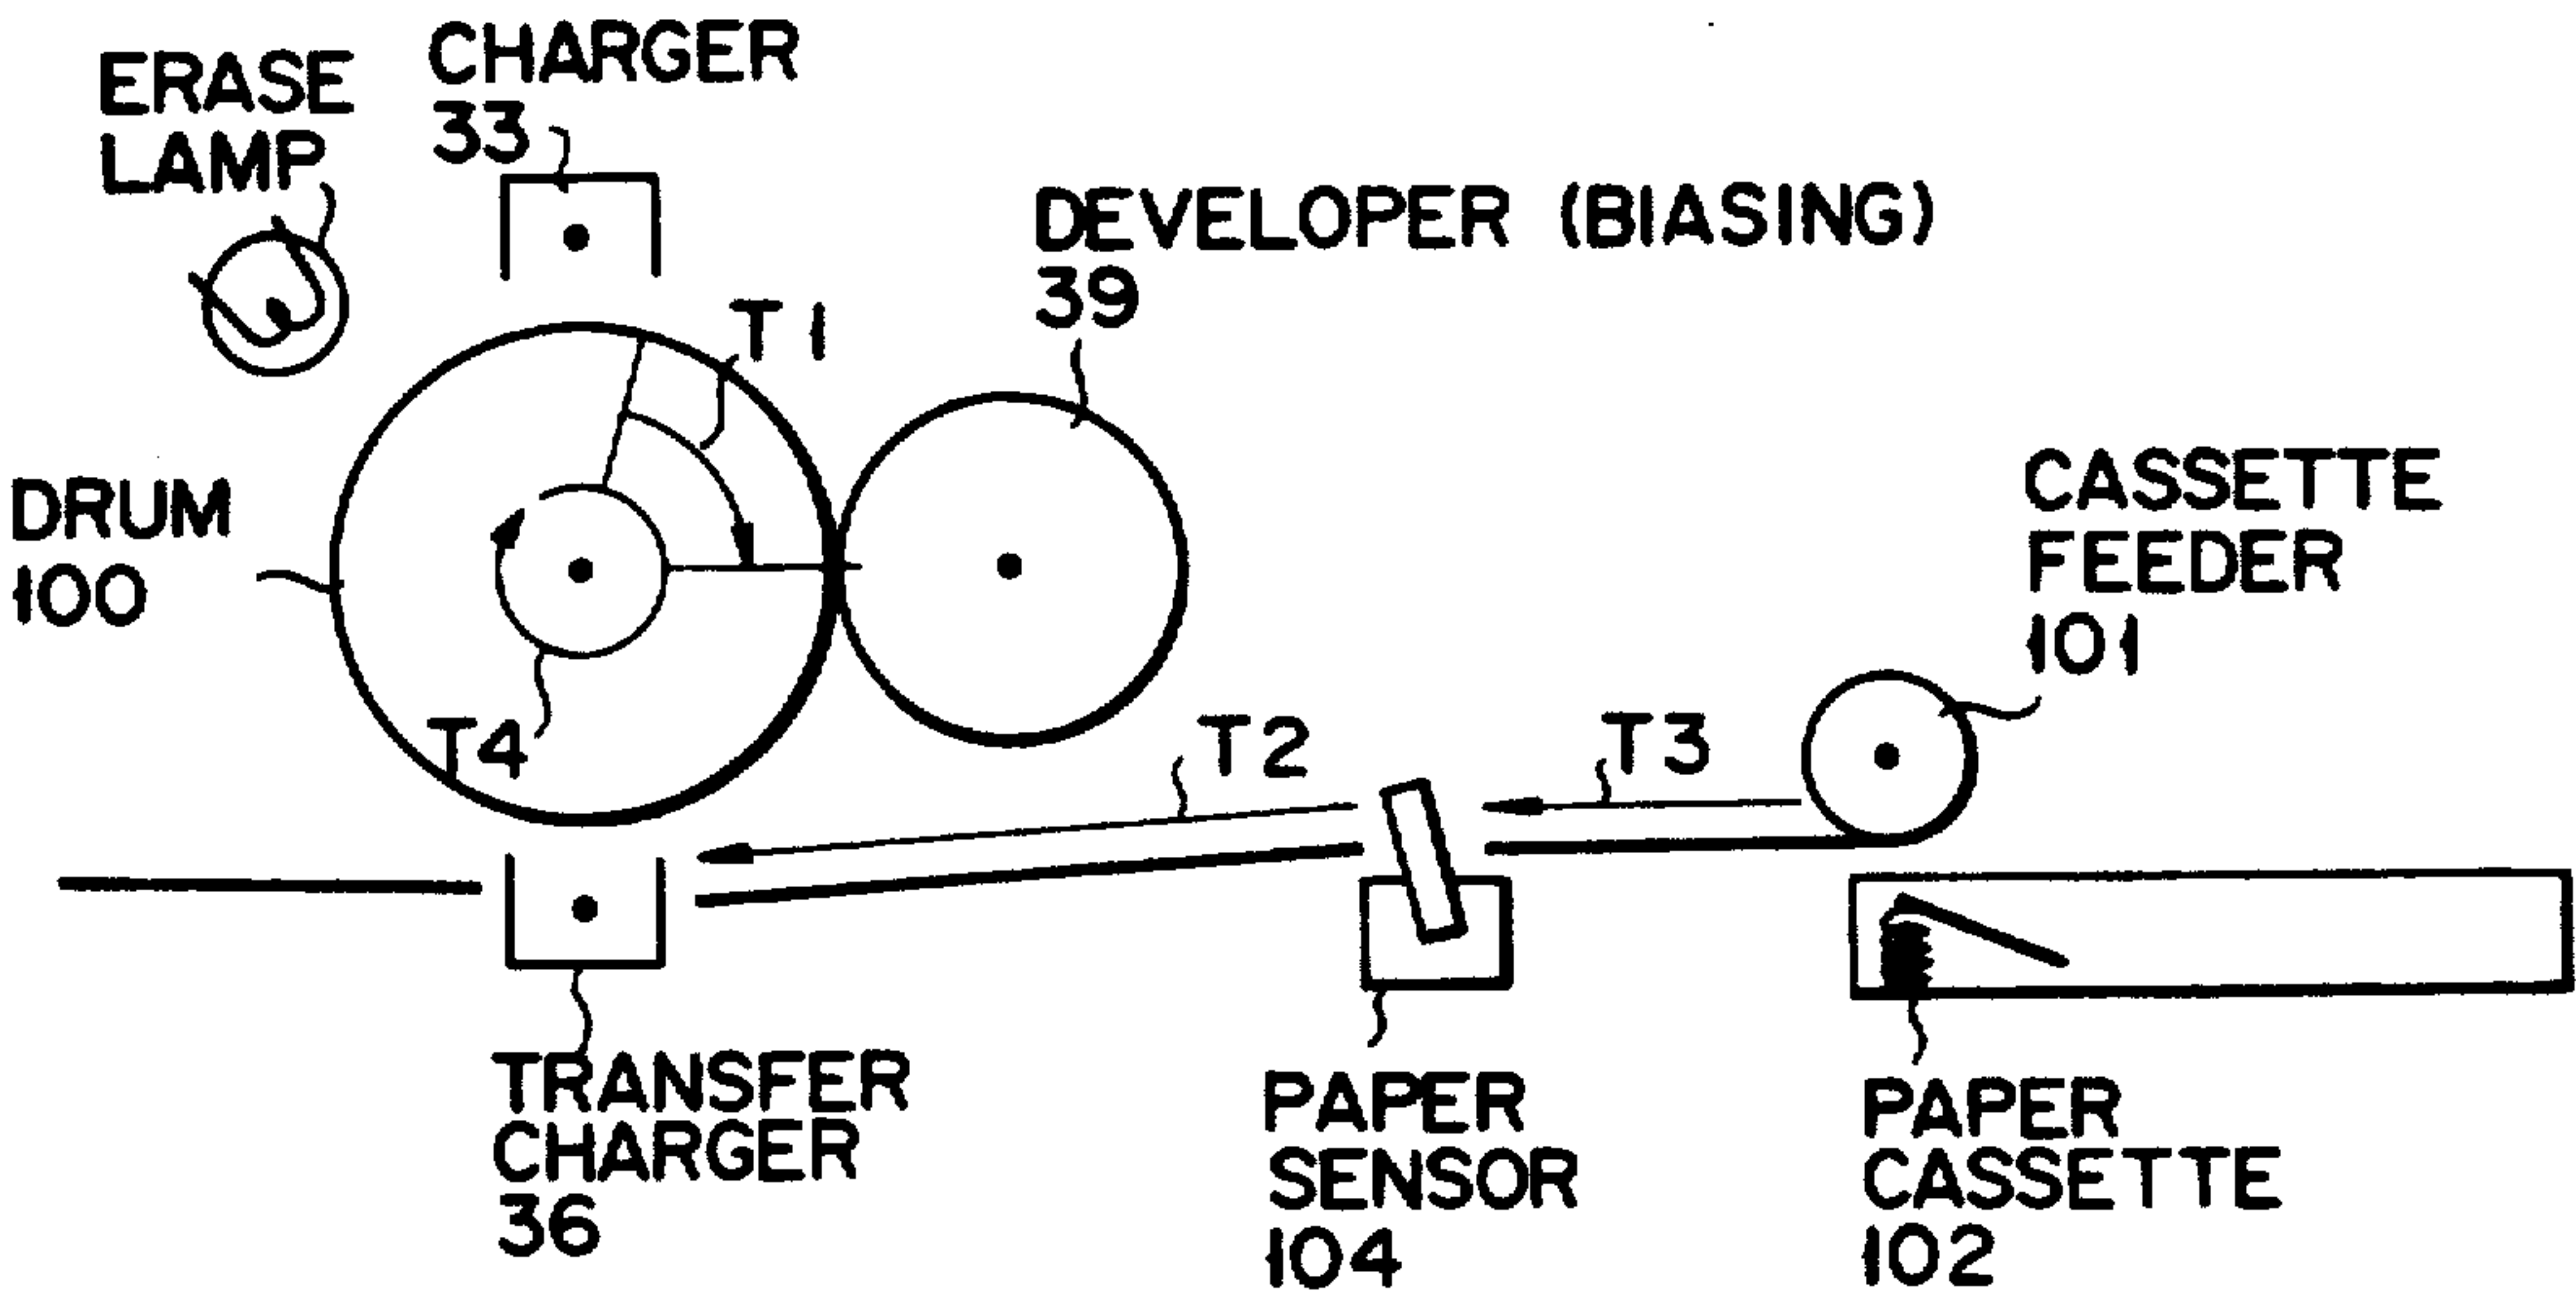 ERASE
LAMP
CHARGER
33
DEVELOPER (BIASING)
39
T1
DRUM
100
CASSETTE
FEEDER
101
T4
T2
T3
TRANSFER
CHARGER
36
PAPER
SENSOR
104
PAPER
CASSETTE
102